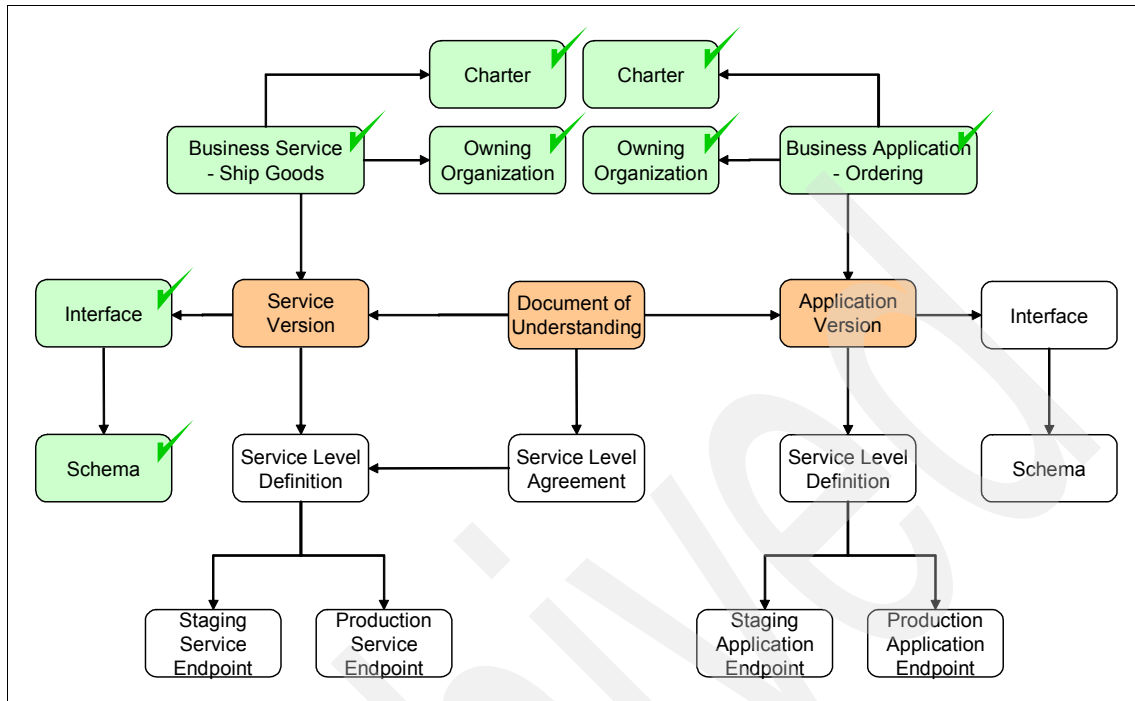 Charter
Charter
Business Service
- Ship Goods
Owning
Organization
Owning
Organization
Business Application
- Ordering
Interface
Service
Version
Document of
Understanding
Application
Version
Interface
Schema
Service Level
Definition
Service Level
Agreement
Service Level
Definition
Schema
Staging
Service
Endpoint
Production
Service
Endpoint
Staging
Application
Endpoint
Production
Application
Endpoint